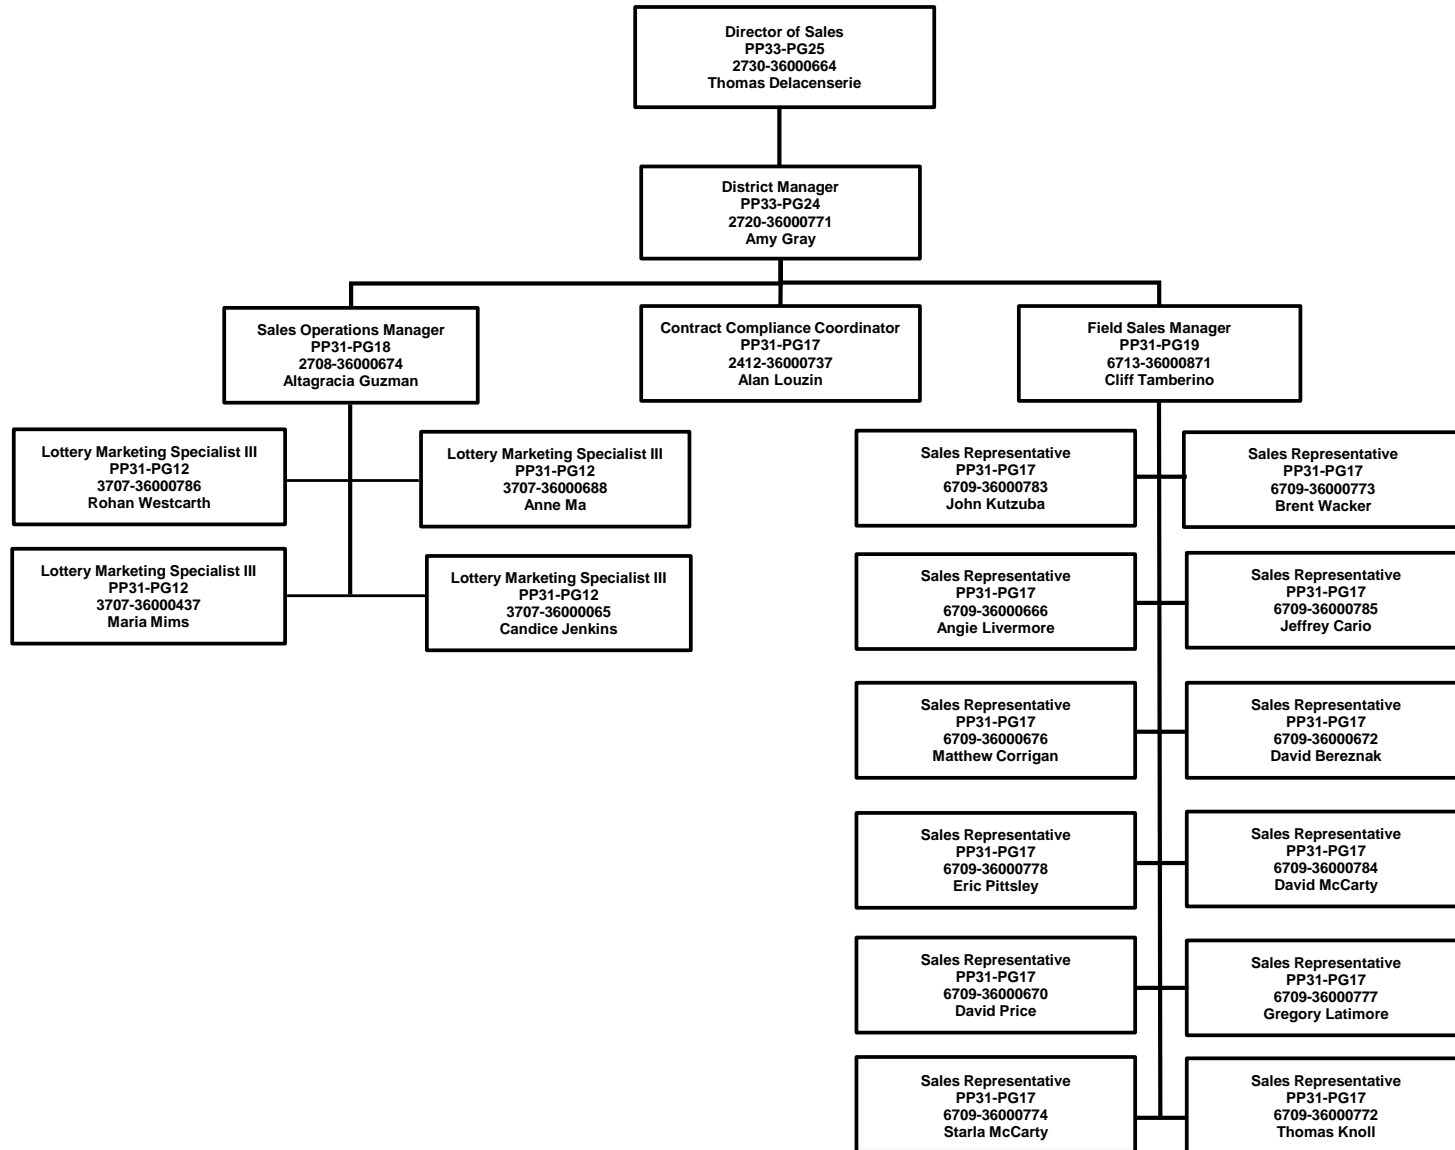 Director of Sales
PP33-PG25
2730-36000664
Thomas Delacenserie
District Manager
PP33-PG24
2720-36000771
Amy Gray
Sales Operations Manager
PP31-PG18
2708-36000674
Altagracia Guzman
Contract Compliance Coordinator
PP31-PG17
2412-36000737
Alan Louzin
Field Sales Manager
PP31-PG19
6713-36000871
Cliff Tamberino
Lottery Marketing Specialist III
PP31-PG12
3707-36000786
Rohan Westcarth
Lottery Marketing Specialist III
PP31-PG12
3707-36000688
Anne Ma
Lottery Marketing Specialist III
PP31-PG12
3707-36000437
Maria Mims
Lottery Marketing Specialist III
PP31-PG12
3707-36000065
Candice Jenkins
Sales Representative
PP31-PG17
6709-36000783
John Kutzuba
Sales Representative
PP31-PG17
6709-36000773
Brent Wacker
Sales Representative
PP31-PG17
6709-36000666
Angie Livermore
Sales Representative
PP31-PG17
6709-36000785
Jeffrey Cario
Sales Representative
PP31-PG17
6709-36000676
Matthew Corrigan
Sales Representative
PP31-PG17
6709-36000672
David Bereznak
Sales Representative
PP31-PG17
6709-36000778
Eric Pittsley
Sales Representative
PP31-PG17
6709-36000784
David McCarty
Sales Representative
PP31-PG17
6709-36000670
David Price
Sales Representative
PP31-PG17
6709-36000777
Gregory Latimore
Sales Representative
PP31-PG17
6709-36000774
Starla McCarty
Sales Representative
PP31-PG17
6709-36000772
Thomas Knoll